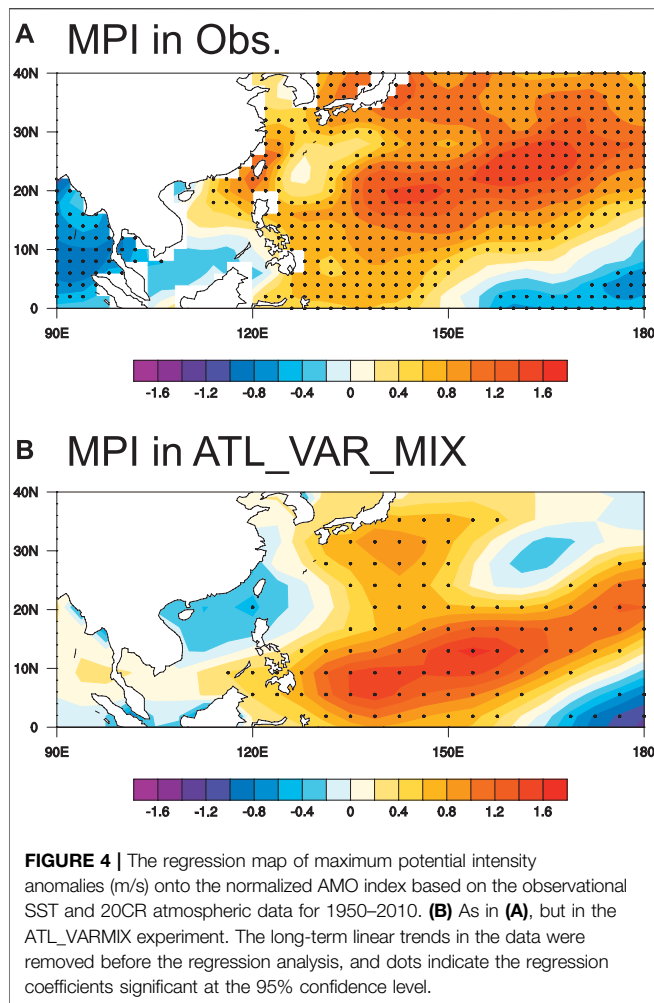 A MPI in Obs.
40N
30N
20N
10N
0
90E 120E 150E 180
-1.6 -1.2 -0.8 -0.4 0 0.4 0.8 1.2 1.6
B MPI in ATL_VAR_MIX
40N
30N
20N
10N
0
90E 120E 150E 180
-1.6 -1.2 -0.8 -0.4 0 0.4 0.8 1.2 1.6
FIGURE 4 | The regression map of maximum potential intensity
anomalies (m/s) onto the normalized AMO index based on the observational
SST and 20CR atmospheric data for 1950–2010. (B) As in (A), but in the
ATL_VARMIX experiment. The long-term linear trends in the data were
removed before the regression analysis, and dots indicate the regression
coefficients significant at the 95% confidence level.